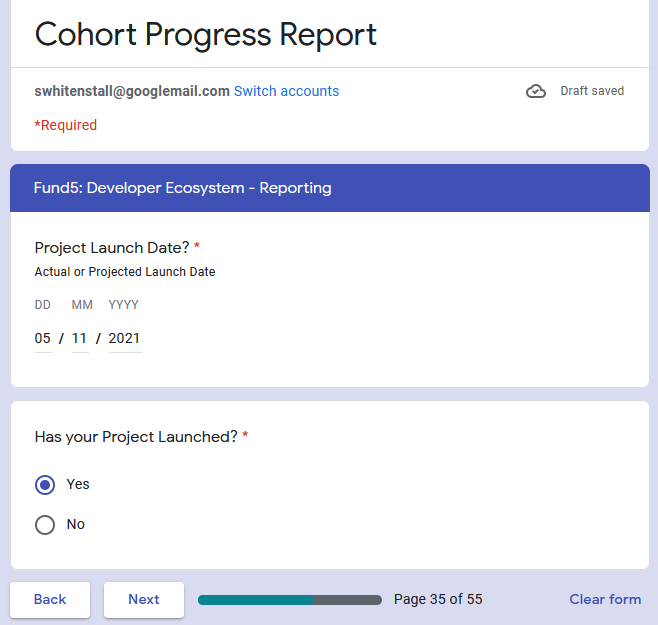 Cohort Progress Report
swhitenstall@googlemail.com Switch accounts
Draft saved
*Required
Fund5: Developer Ecosystem - Reporting
Project Launch Date? *
Actual or Projected Launch Date
DD MM YYYY
05 / 11 / 2021
Has your Project Launched? *
Yes
No
Back Next Page 35 of 55 Clear form